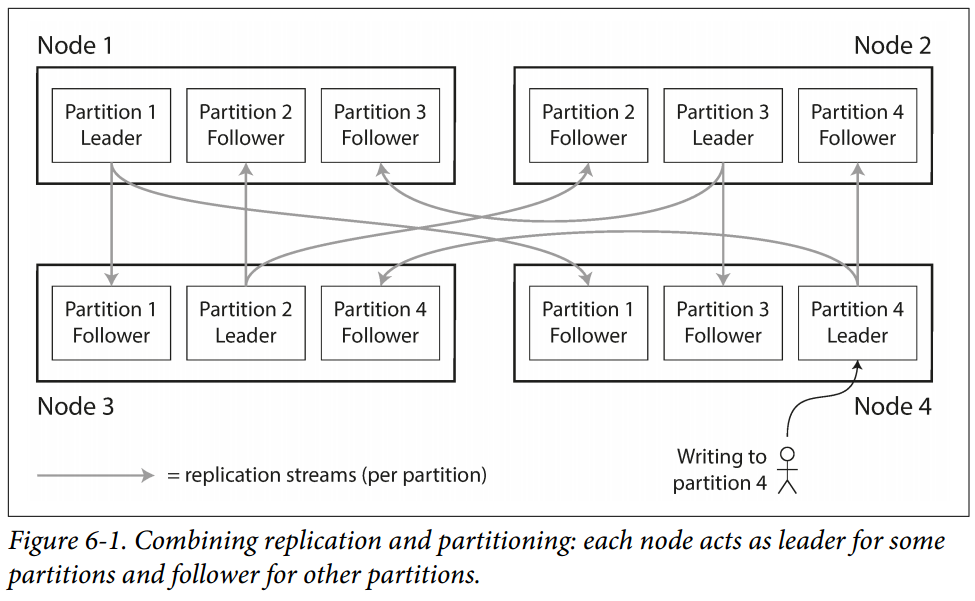 Node 1
Node 2
Partition 1
Leader
Partition 2
Follower
Partition 3
Follower
Partition 2
Follower
Partition 3
Leader
Partition 4
Follower
Partition 1
Follower
Partition 2
Leader
Partition 4
Follower
Partition 1
Follower
Partition 3
Follower
Partition 4
Leader
Node 3
Node 4
Writing to
partition 4
= replication streams (per partition)
Figure 6-1. Combining replication and partitioning: each node acts as leader for some
partitions and follower for other partitions.